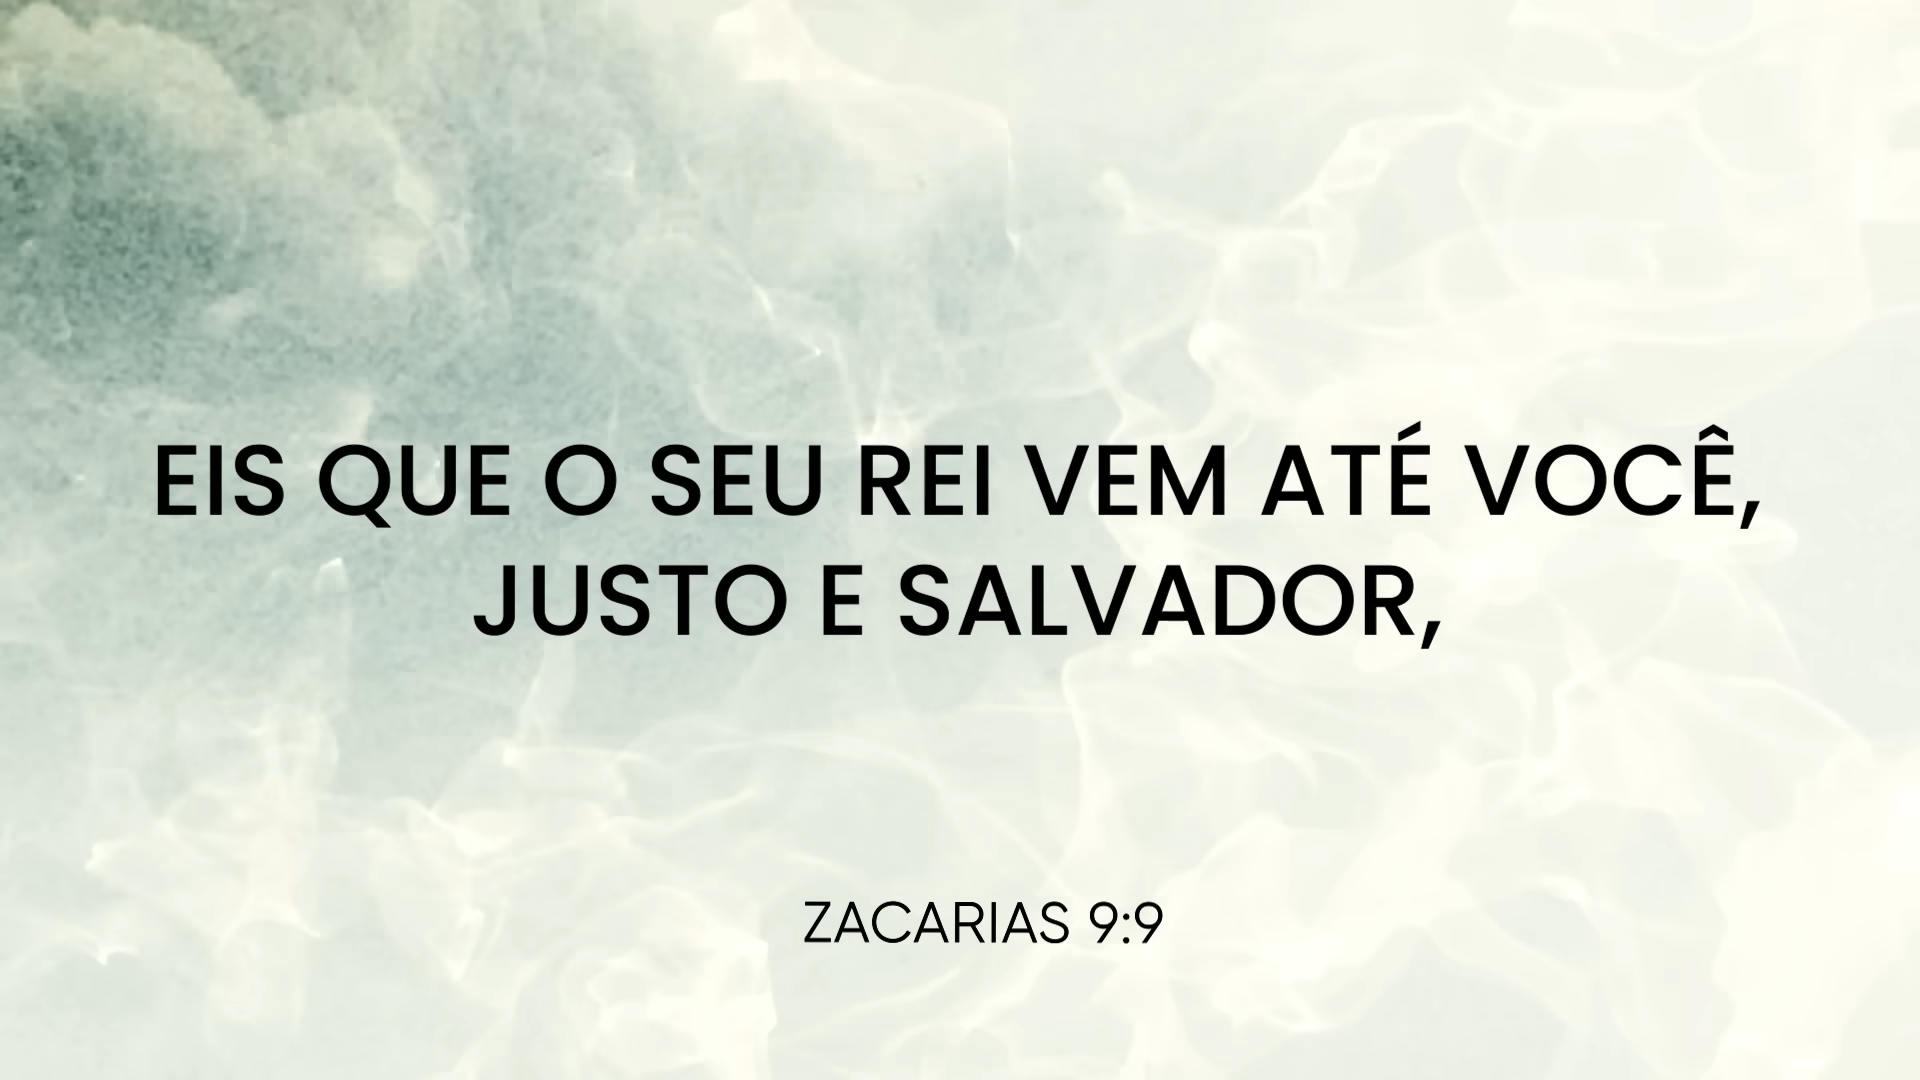 EIS QUE O SEU REI VEM ATÉ VOCÊ,
JUSTO E SALVADOR,
ZACARIAS 9:9